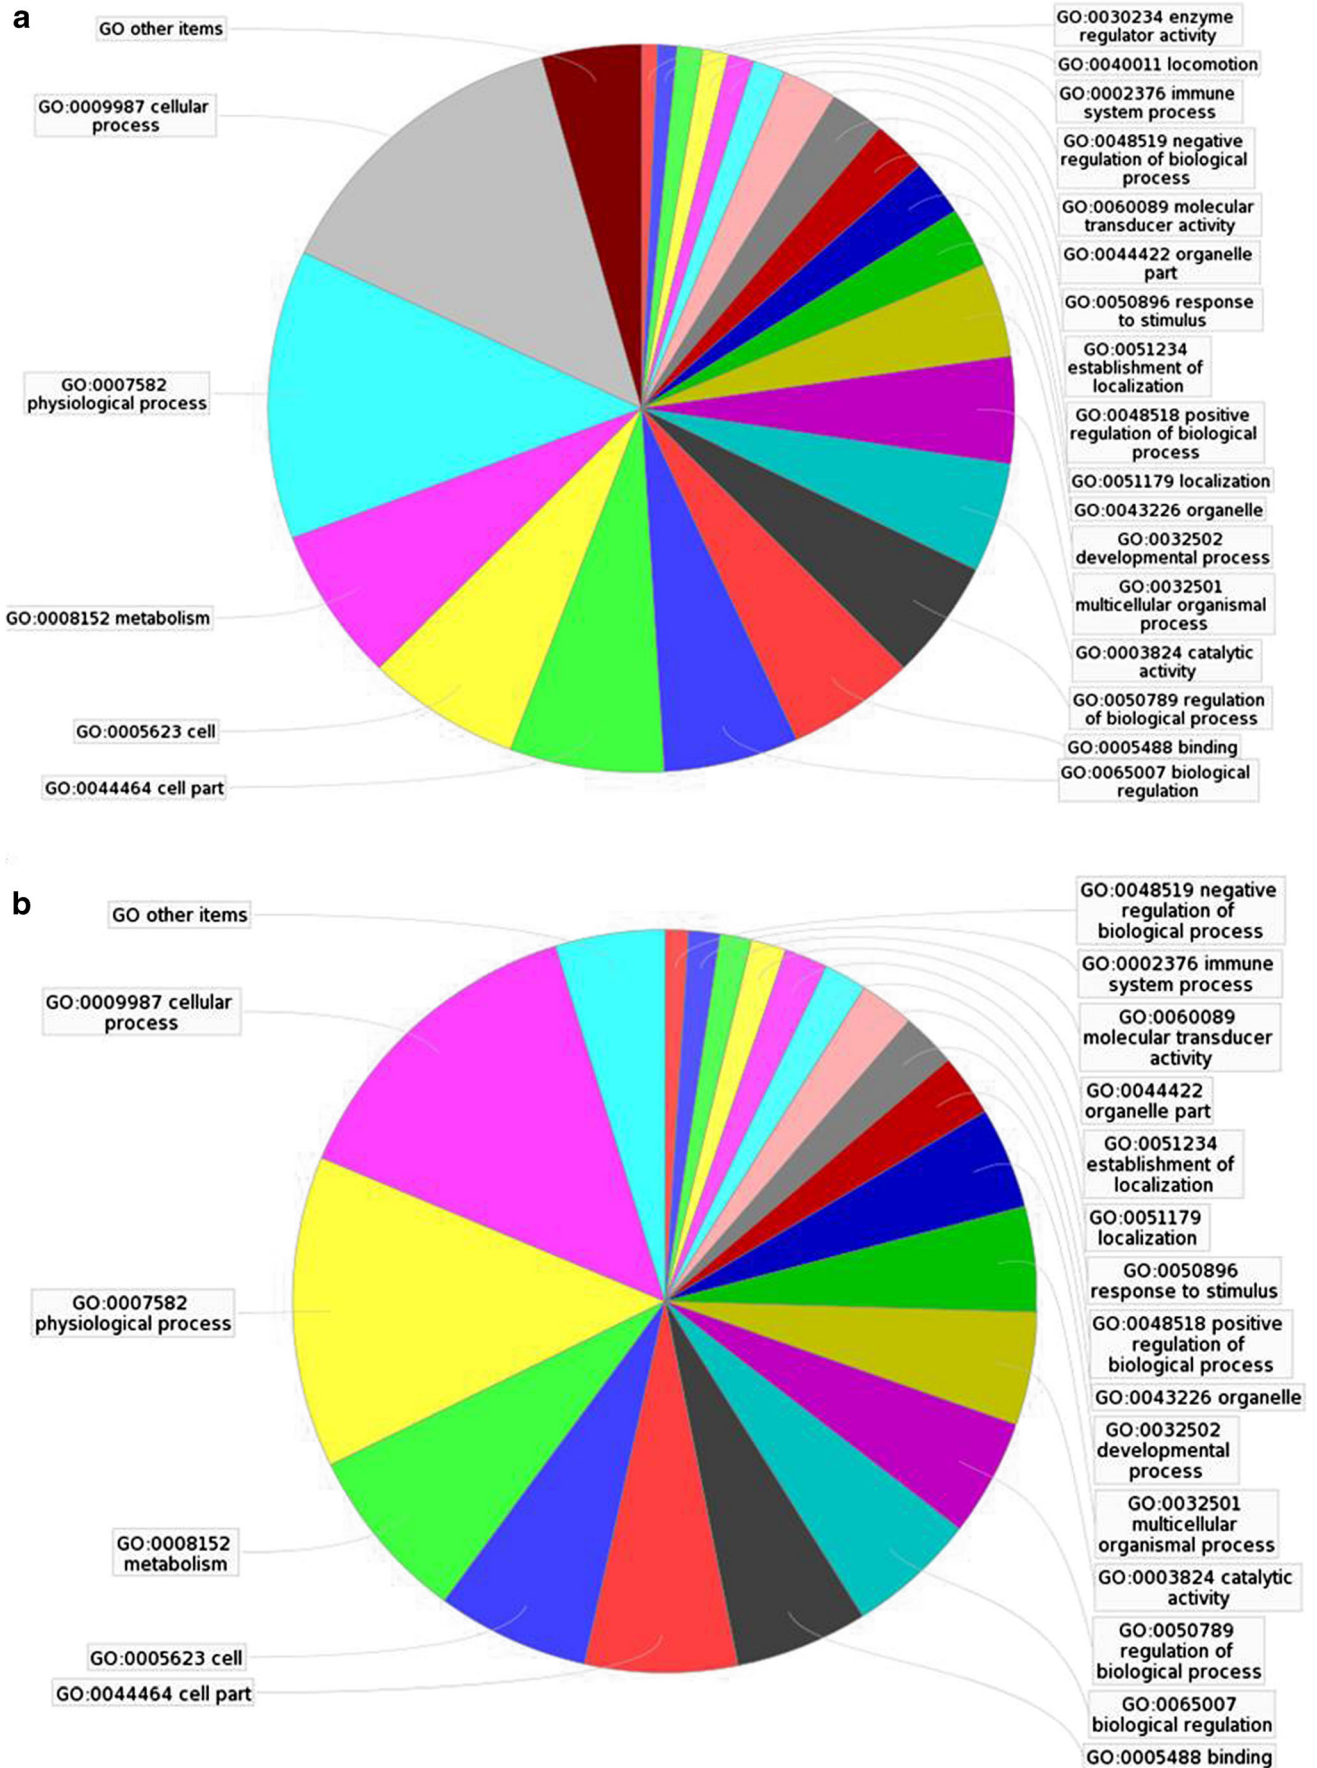 a
GO other items
GO:0009987 cellular
process
GO:0007582
physiological process
GO:0008152 metabolism
GO:0005623 cell
GO:0044464 cell part
GO:0030234 enzyme
regulator activity
GO:0040011 locomotion
GO:0002376 immune
system process
GO:0048519 negative
regulation of biological
process
GO:0060089 molecular
transducer activity
GO:0044422 organelle
part
GO:0050896 response
to stimulus
GO:0051234
establishment of
localization
GO:0048518 positive
regulation of biological
process
GO:0051179 localization
GO:0043226 organelle
GO:0032502
developmental process
GO:0032501
multicellular organismal
process
GO:0003824 catalytic
activity
GO:0050789 regulation
of biological process
GO:0005488 binding
GO:0065007 biological
regulation
b
GO other items
GO:0009987 cellular
process
GO:0007582
physiological process
GO:0008152
metabolism
GO:0005623 cell
GO:0044464 cell part
GO:0048519 negative
regulation of
biological process
GO:0002376 immune
system process
GO:0060089
molecular transducer
activity
GO:0044422
organelle part
GO:0051234
establishment of
localization
GO:0051179
localization
GO:0050896
response to stimulus
GO:0048518 positive
regulation of
biological process
GO:0043226 organelle
GO:0032502
developmental
process
GO:0032501
multicellular
organismal process
GO:0003824 catalytic
activity
GO:0050789
regulation of
biological process
GO:0065007
biological regulation
GO:0005488 binding